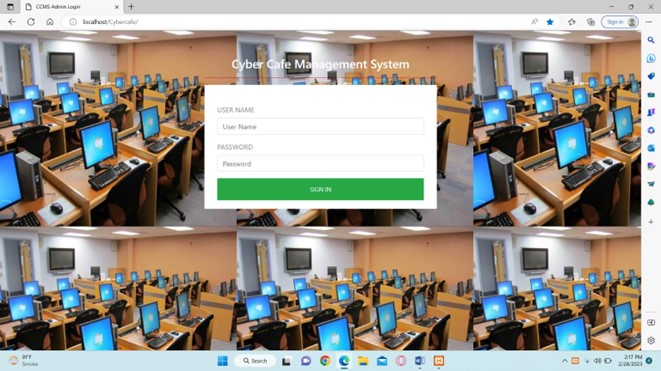 CCMS Admin Login
localhost/Cybercafe/
Sign in
Cyber Cafe Management System
USER NAME
User Name
PASSWORD
Password
SIGN IN
91°F
Smoke
Search
2:17 PM
2/28/2023